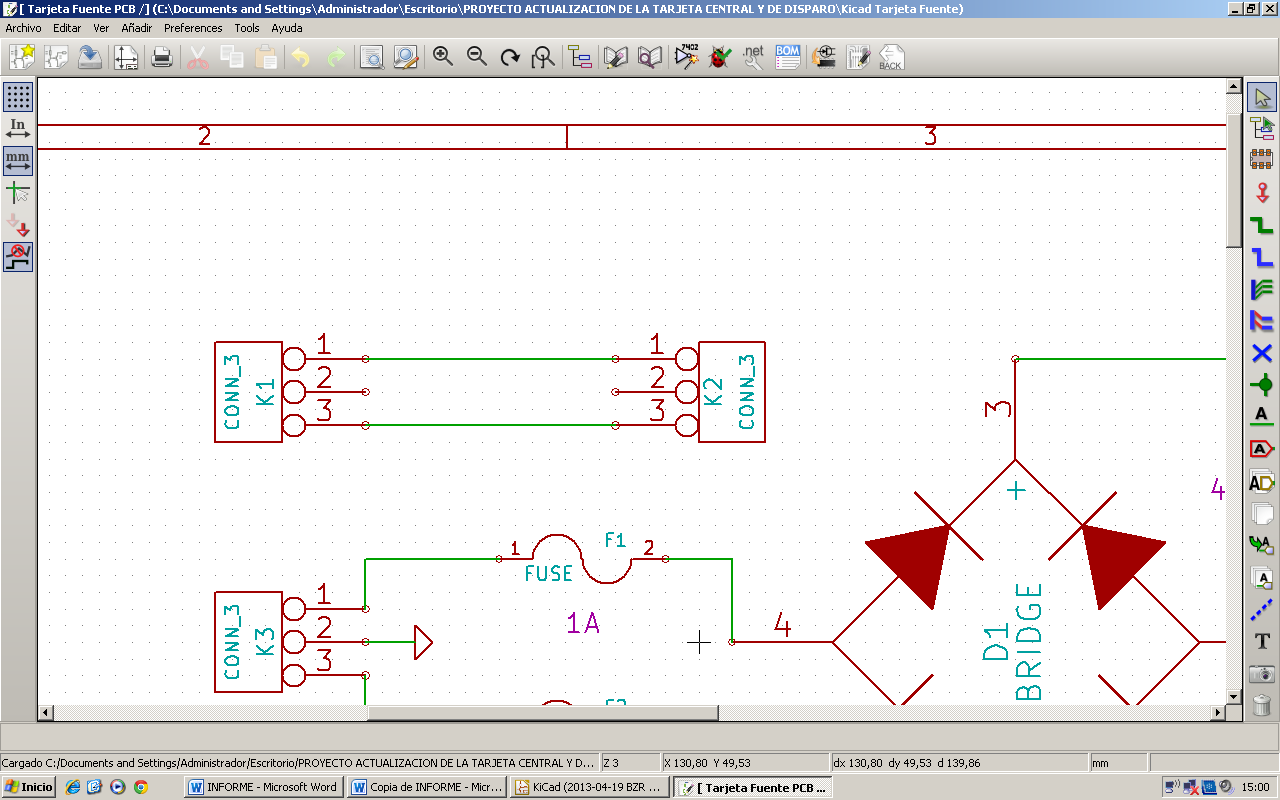 [ Tarjeta Fuente PCB /] (C:\Documents and Settings\Administrador\Escritorio\PROYECTO ACTUALIZACION DE LA TARJETA CENTRAL Y DE DISPARO\Kicad Tarjeta Fuente)
Archivo Editar Ver Añadir Preferences Tools Ayuda
7402 .net BOM BACK
In
mm
2 3
1 1
2 2
3 3
CONN_3 K1 K2 CONN_3
3
+
4
1 F1 2
FUSE
1A
4
1
2
3
CONN_3 K3
D1 BRIDGE
A
A
A
A
A
T
Cargado C:/Documents and Settings/Administrador/Escritorio/PROYECTO ACTUALIZACION DE LA TARJETA CENTRAL Y D... Z 3 X 130,80 Y 49,53 dx 130,80 dy 49,53 d 139,86 mm
Inicio INFORME - Microsoft Word Copia de INFORME - Micr... KiCad (2013-04-19 BZR ... [ Tarjeta Fuente PCB ... 15:00